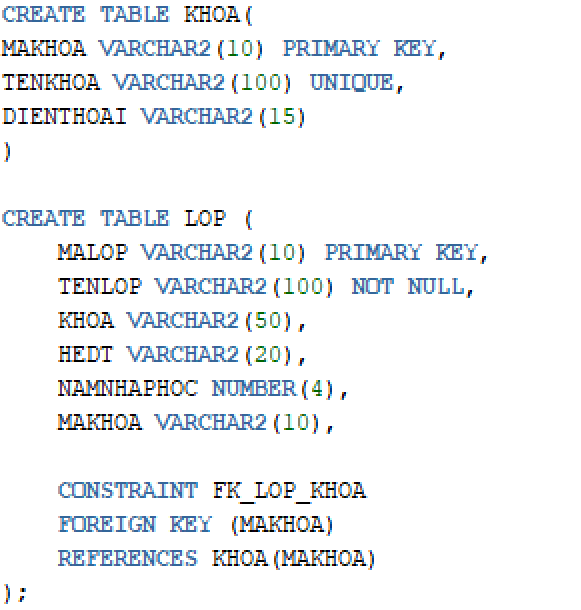 CREATE TABLE KHOA(
MAKHOA VARCHAR2(10) PRIMARY KEY,
TENKHOA VARCHAR2(100) UNIQUE,
DIENTHOAI VARCHAR2(15)
)

CREATE TABLE LOP (
    MALOP VARCHAR2(10) PRIMARY KEY,
    TENLOP VARCHAR2(100) NOT NULL,
    KHOA VARCHAR2(50),
    HEDT VARCHAR2(20),
    NAMNHAPHOC NUMBER(4),
    MAKHOA VARCHAR2(10),

    CONSTRAINT FK_LOP_KHOA
    FOREIGN KEY (MAKHOA)
    REFERENCES KHOA(MAKHOA)
);